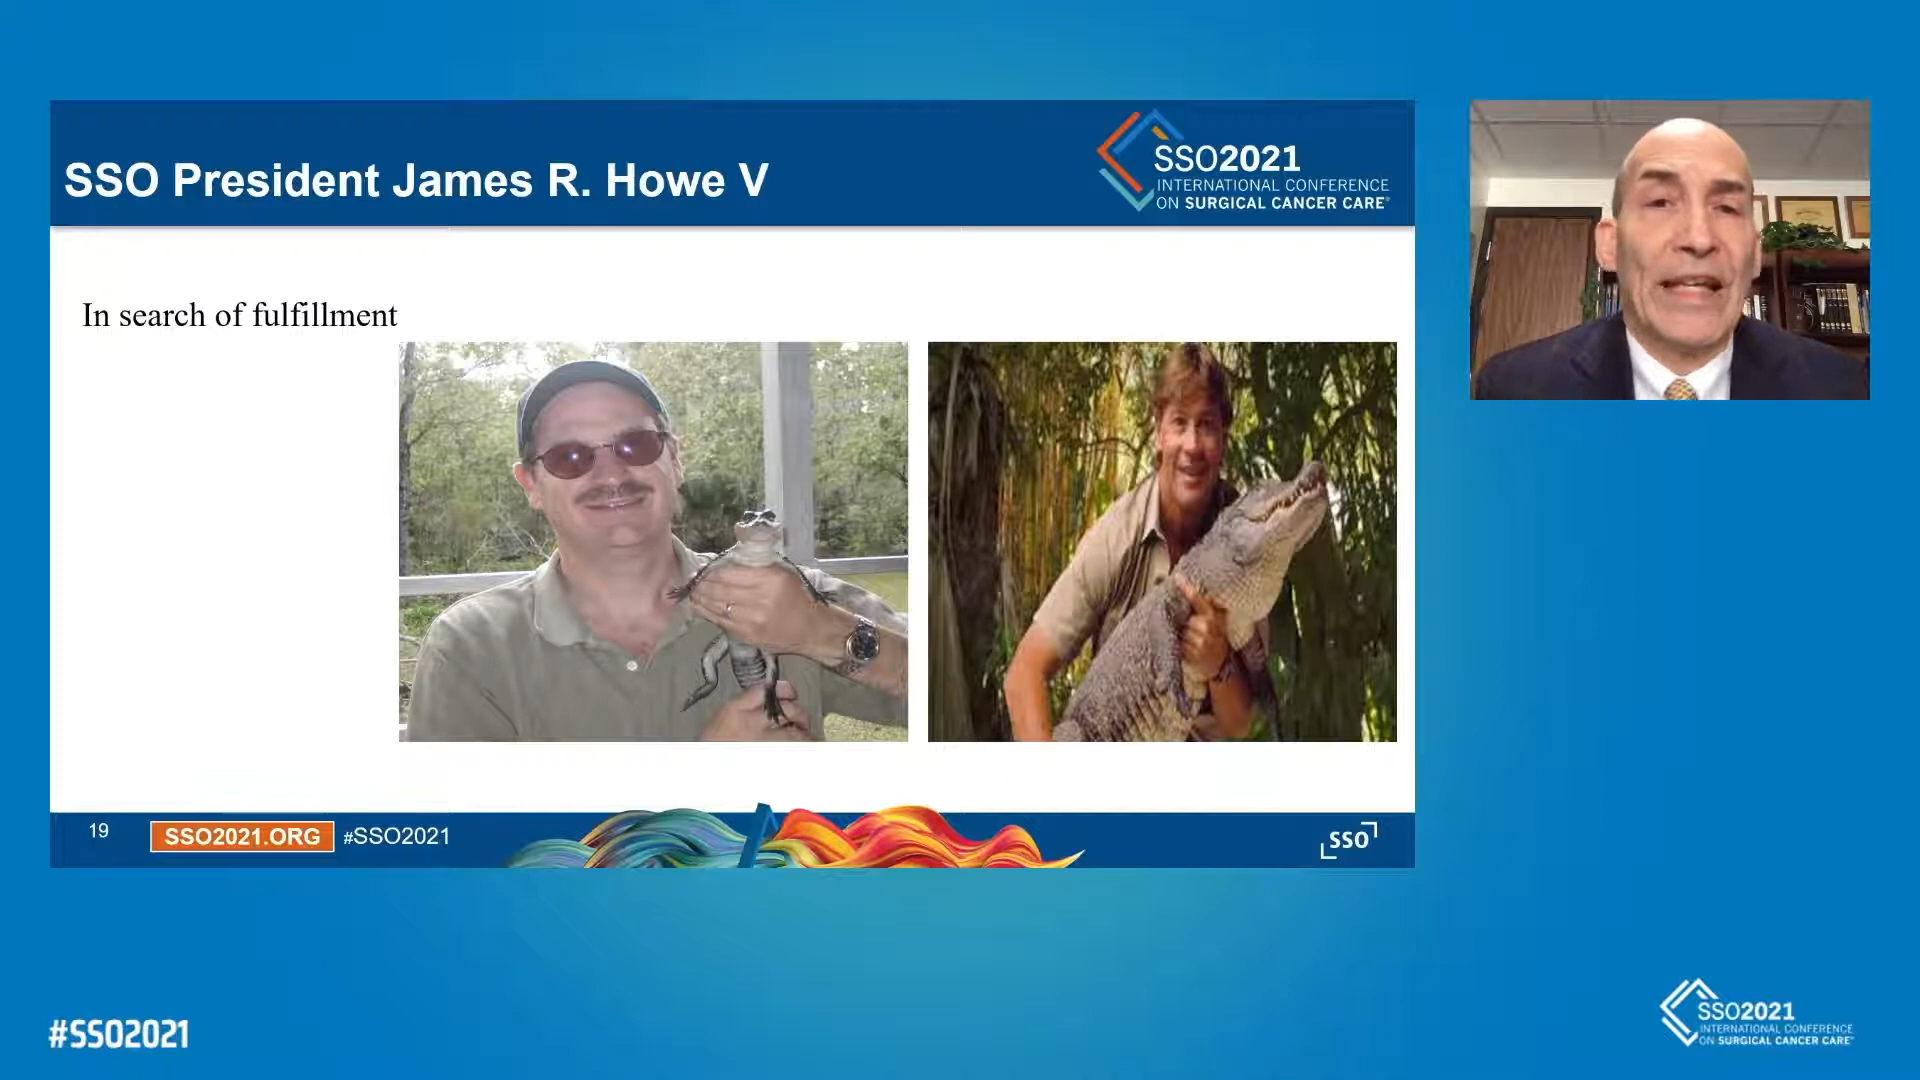 SSO President James R. Howe V
SSO2021
INTERNATIONAL CONFERENCE
ON SURGICAL CANCER CARE®
In search of fulfillment
19
SSO2021.ORG
#SSO2021
SSO
#SSO2021
SSO2021
INTERNATIONAL CONFERENCE
ON SURGICAL CANCER CARE®